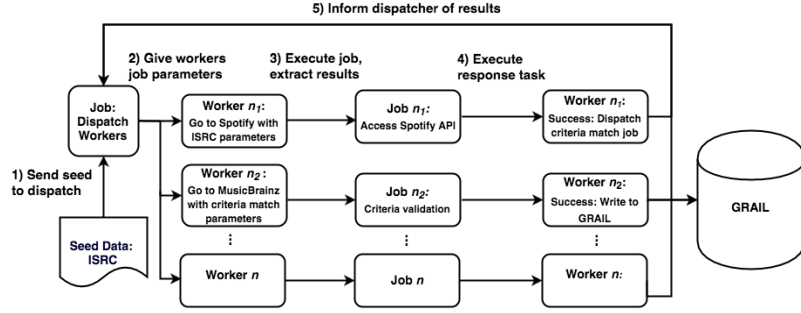 5) Inform dispatcher of results
2) Give workers
job parameters
3) Execute job,
extract results
4) Execute
response task
Job:
Dispatch
Workers
Worker n1:
Go to Spotify with
ISRC parameters
Job n1:
Access Spotify API
Worker n1:
Success: Dispatch
criteria match job
1) Send seed
to dispatch
Worker n2:
Go to MusicBrainz
with criteria match
parameters
Job n2:
Criteria validation
Worker n2:
Success: Write to
GRAIL
GRAIL
Seed Data:
ISRC
Worker n
Job n
Worker n: